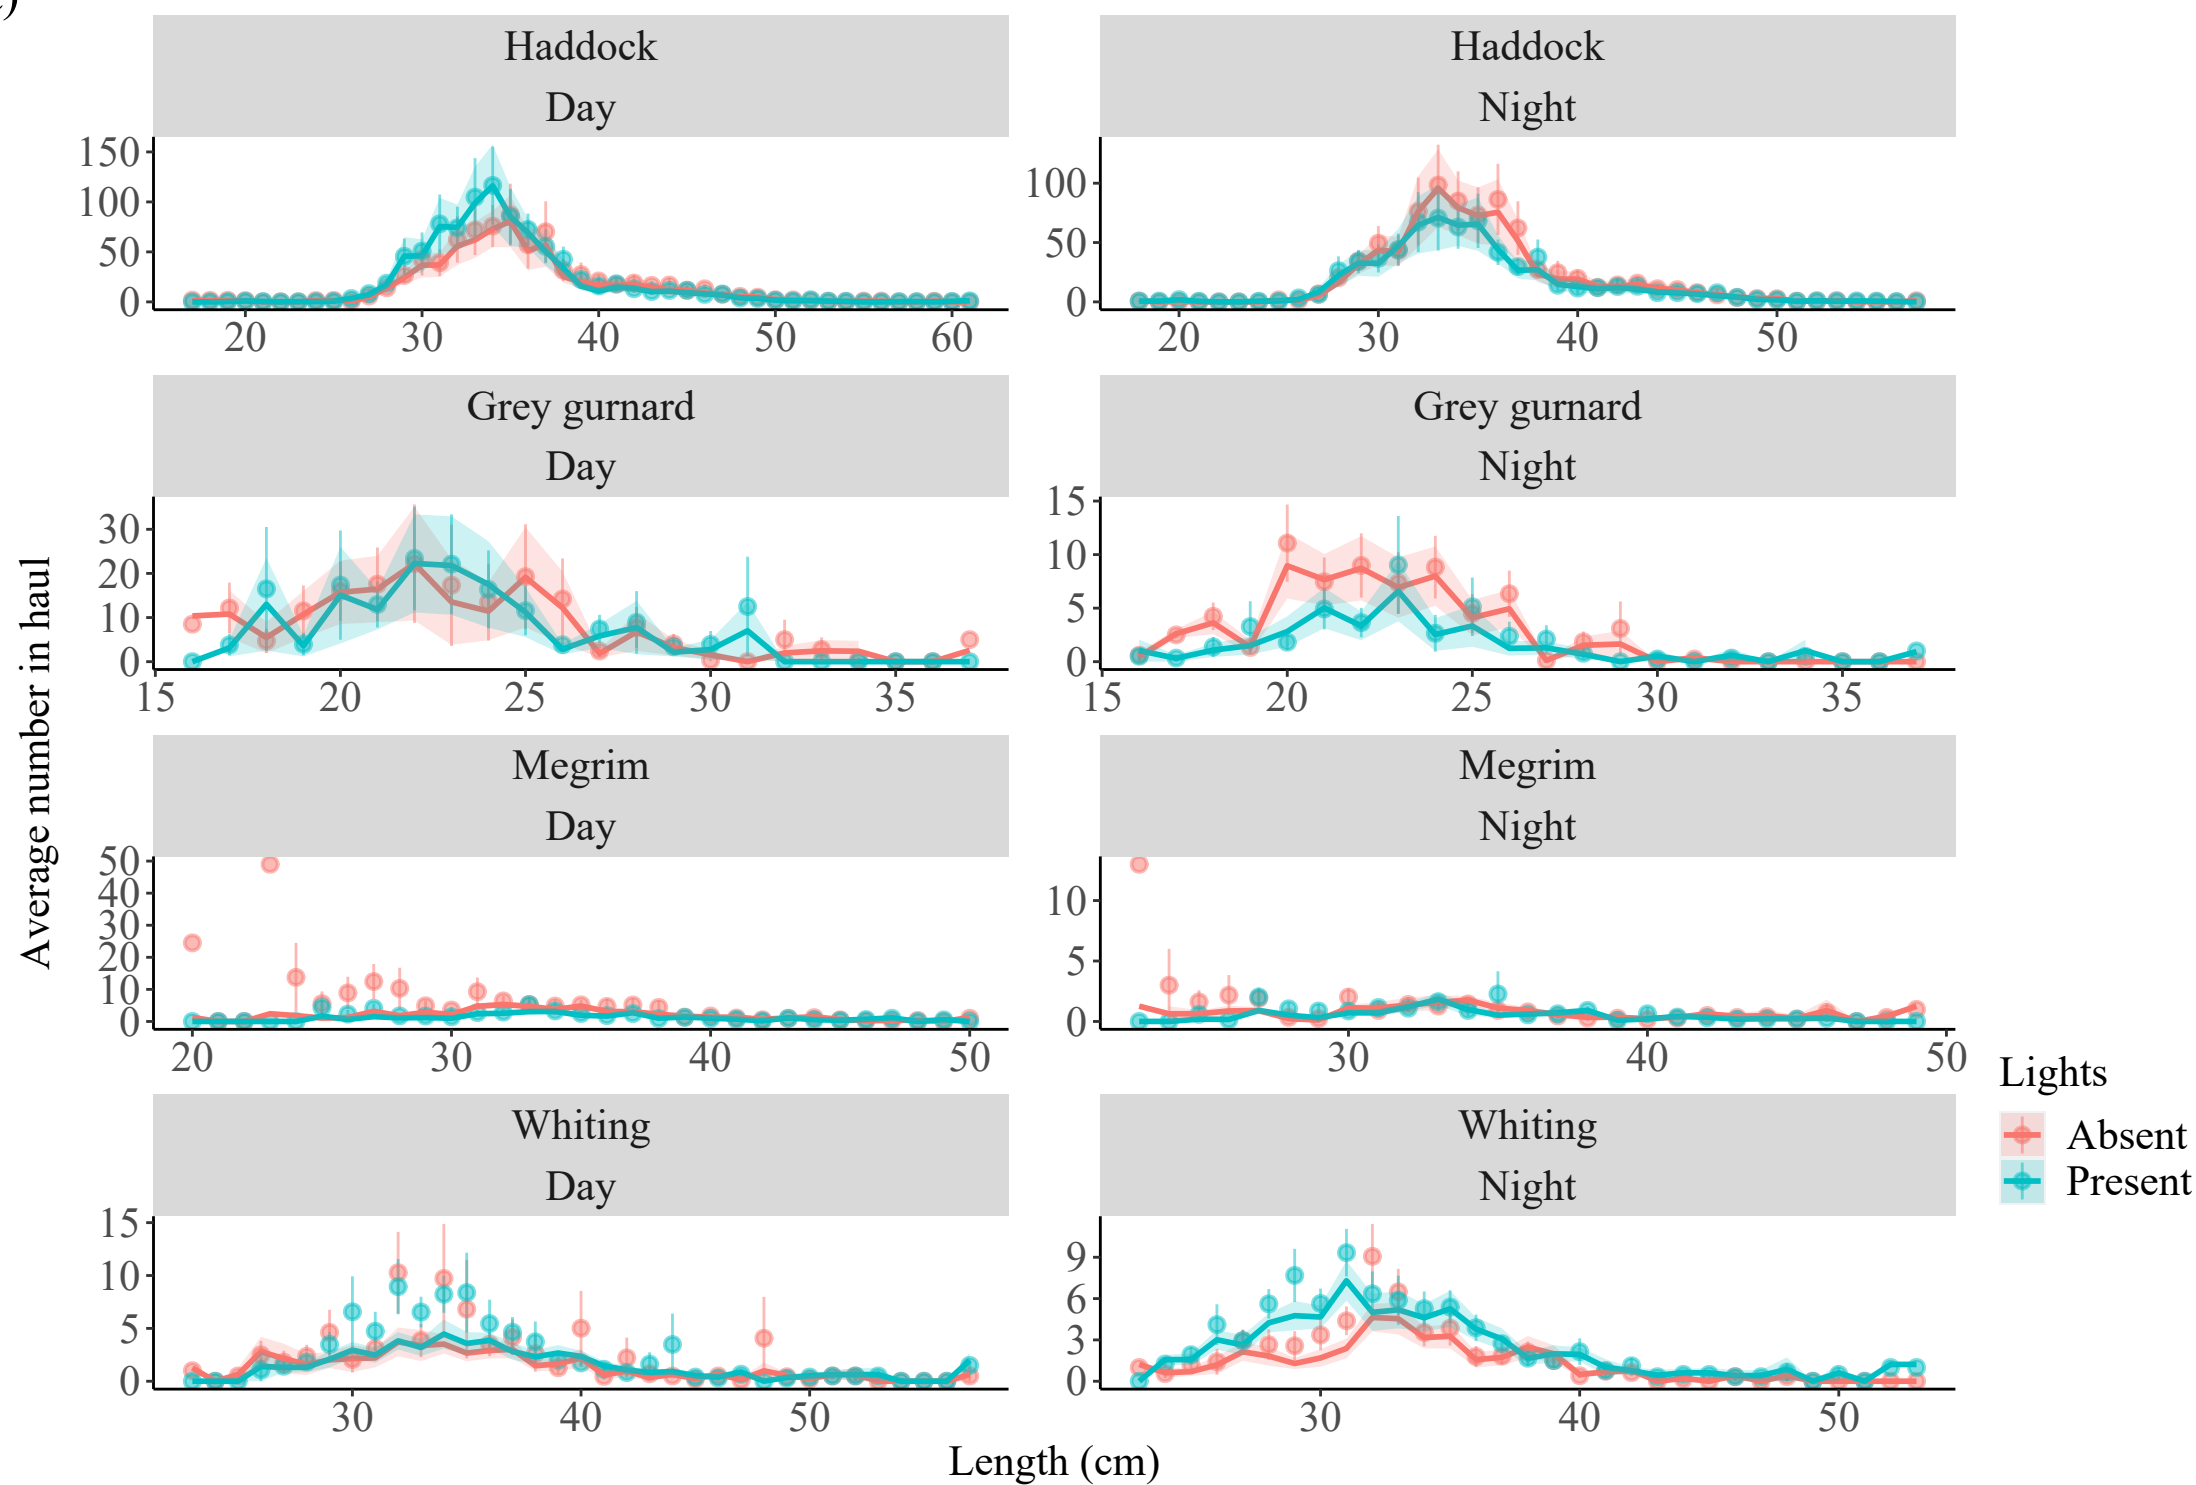 Haddock
Day
Haddock
Night
150
100
50
0
100
50
0
20 30 40 50 60
20 30 40 50
Grey gurnard
Day
Grey gurnard
Night
30
20
10
0
15
10
5
0
15 20 25 30 35
15 20 25 30 35
Megrim
Day
Megrim
Night
50
40
30
20
10
0
10
5
0
20 30 40 50
30 40 50
Whiting
Day
Whiting
Night
15
10
5
0
9
6
3
0
30 40 50
30 40 50
Average number in haul
Length (cm)
Lights
Absent
Present